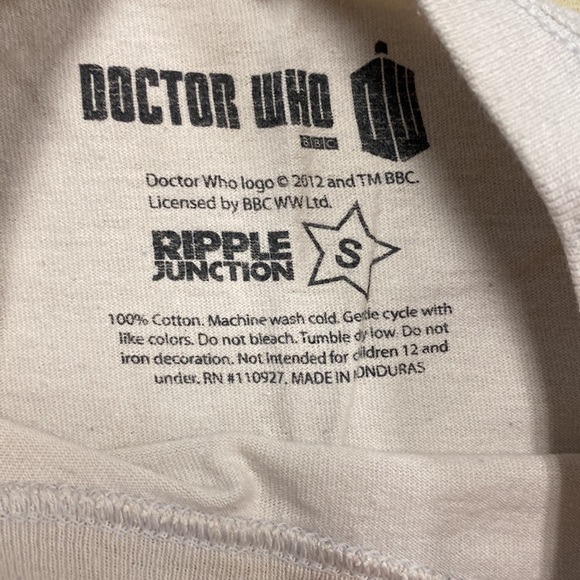 DOCTOR WHO
DW
BBC
Doctor Who logo © 2012 and TM BBC.
Licensed by BBC WW Ltd.
RIPPLE
JUNCTION
S
100% Cotton. Machine wash cold. Gentle cycle with
like colors. Do not bleach. Tumble dry low. Do not
iron decoration. Not Intended for children 12 and
under. RN #110927. MADE IN HONDURAS